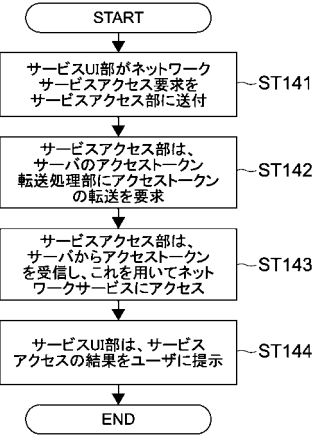 START
サービスUI部がネットワーク
サービスアクセス要求を
サービスアクセス部に送付
ST141
サービスアクセス部は、
サーバのアクセストークン
転送処理部にアクセストークン
の転送を要求
ST142
サービスアクセス部は、
サーバからアクセストークン
を受信し、これを用いてネット
ワークサービスにアクセス
ST143
サービスUI部は、サービス
アクセスの結果をユーザに提示
ST144
END